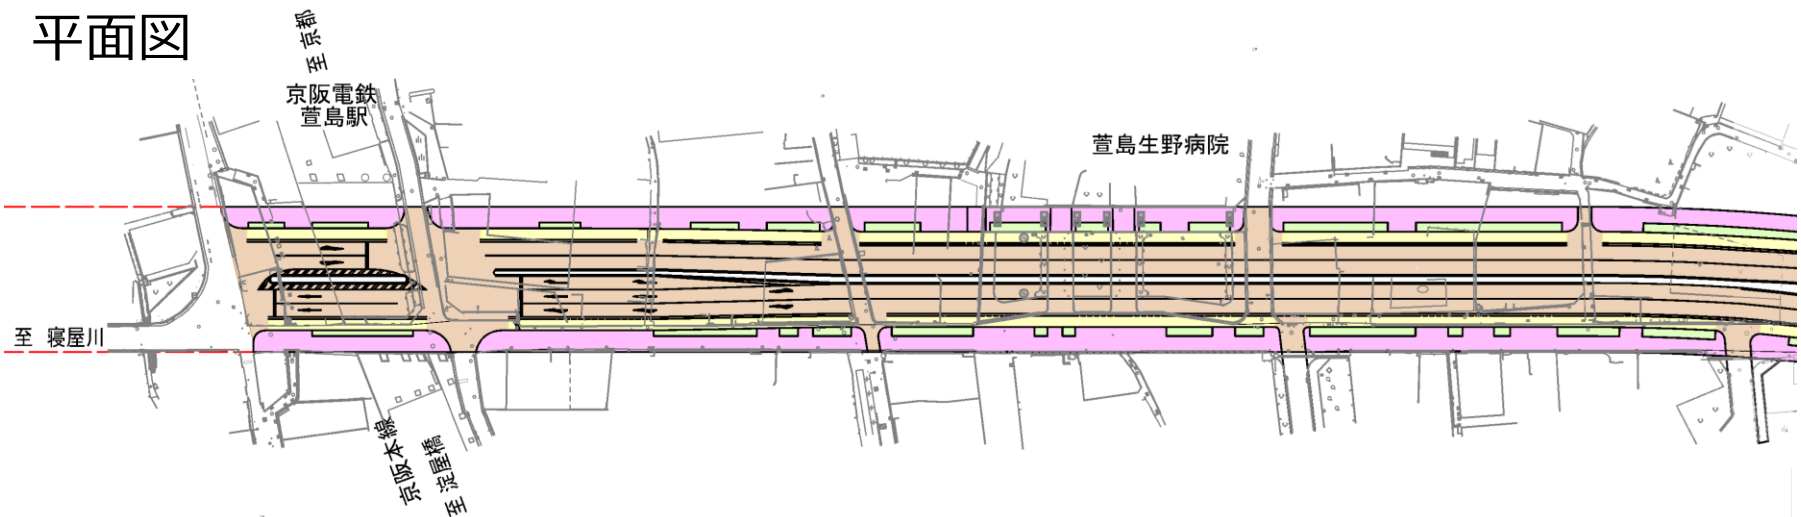 平面図
至 京都
京阪電鉄
萱島駅
萱島生野病院
至 寝屋川
京阪本線
至 淀屋橋